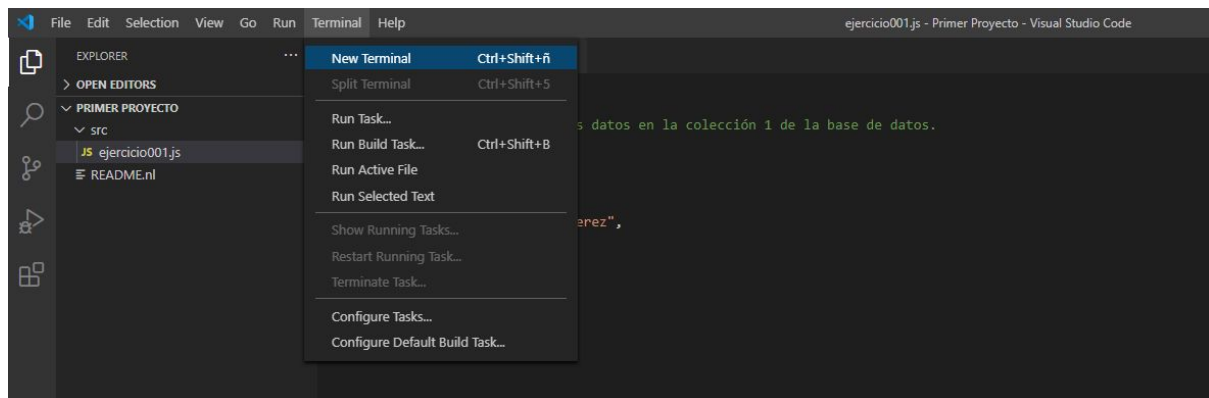 File Edit Selection View Go Run Terminal Help ejercicio001.js - Primer Proyecto - Visual Studio Code
EXPLORER ...
OPEN EDITORS
PRIMER PROYECTO
src
JS ejercicio001.js
README.nl
New Terminal Ctrl+Shift+ñ
Split Terminal Ctrl+Shift+5
Run Task...
Run Build Task... Ctrl+Shift+B
Run Active File
Run Selected Text
Show Running Tasks...
Restart Running Task...
Terminate Task...
Configure Tasks...
Configure Default Build Task...
s datos en la colección 1 de la base de datos.
erez",